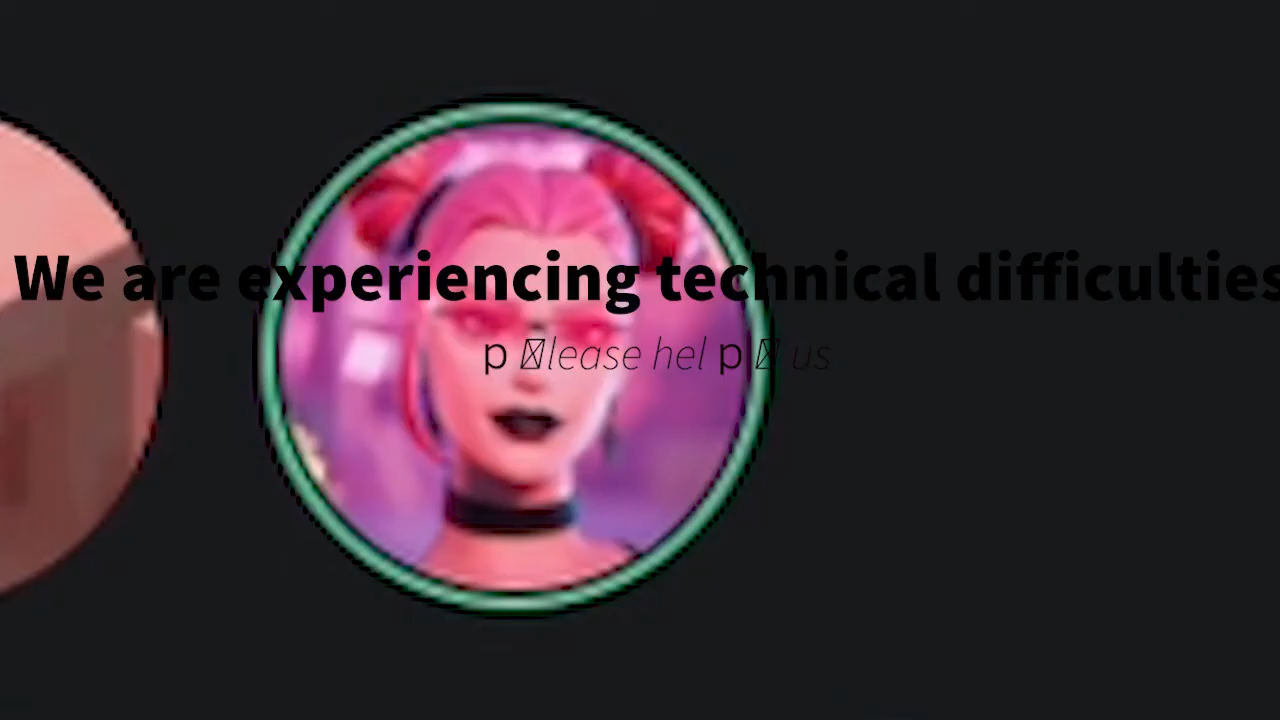 We are experiencing technical difficulties
p lease hel p us